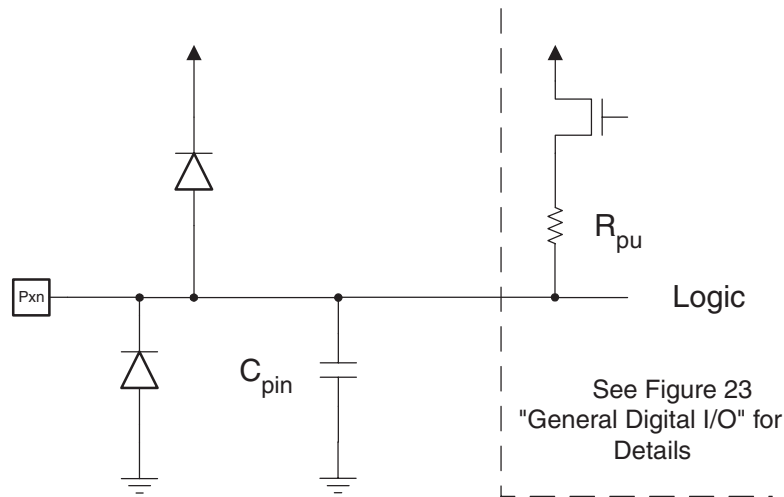 R
pu
Pxn
Logic
C
pin
See Figure 23
"General Digital I/O" for
Details